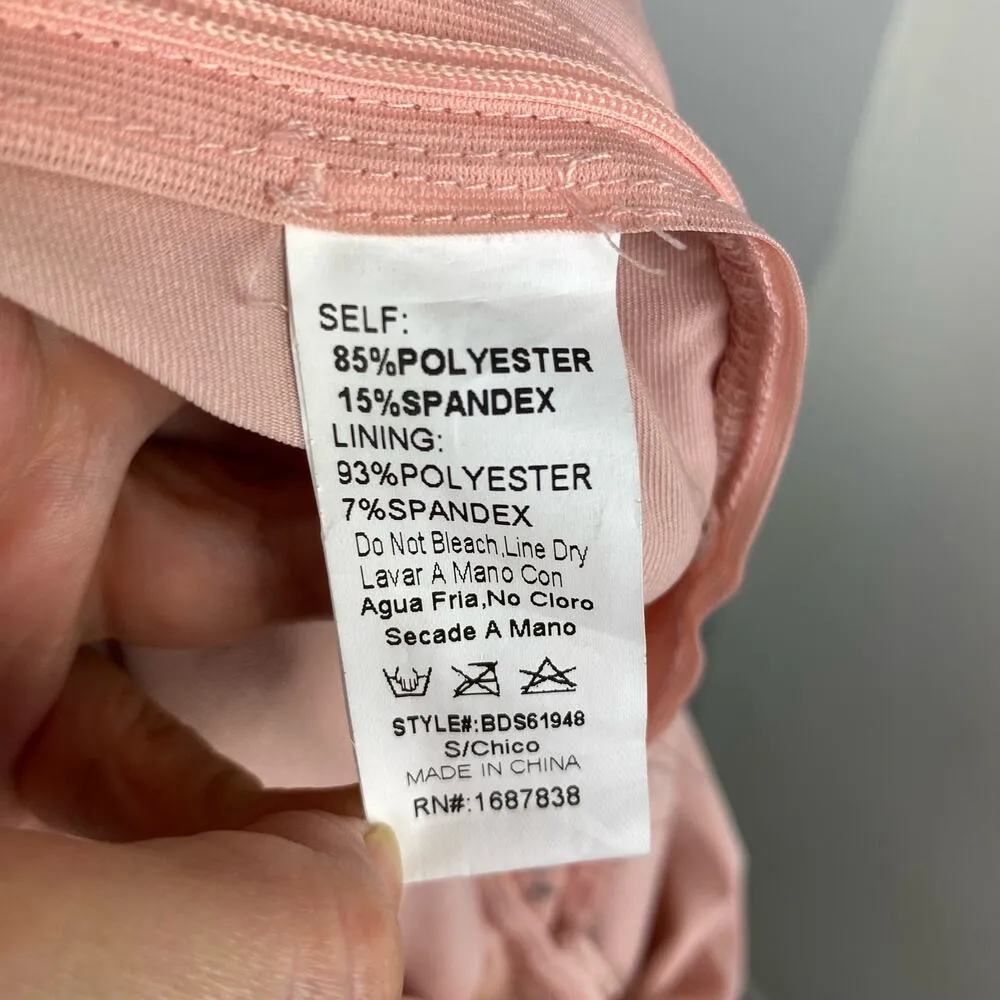 SELF:
85%POLYESTER
15%SPANDEX
LINING:
93%POLYESTER
7%SPANDEX
Do Not Bleach,Line Dry
Lavar A Mano Con
Agua Fria,No Cloro
Secade A Mano
STYLE#:BDS61948
S/Chico
MADE IN CHINA
RN#:1687838